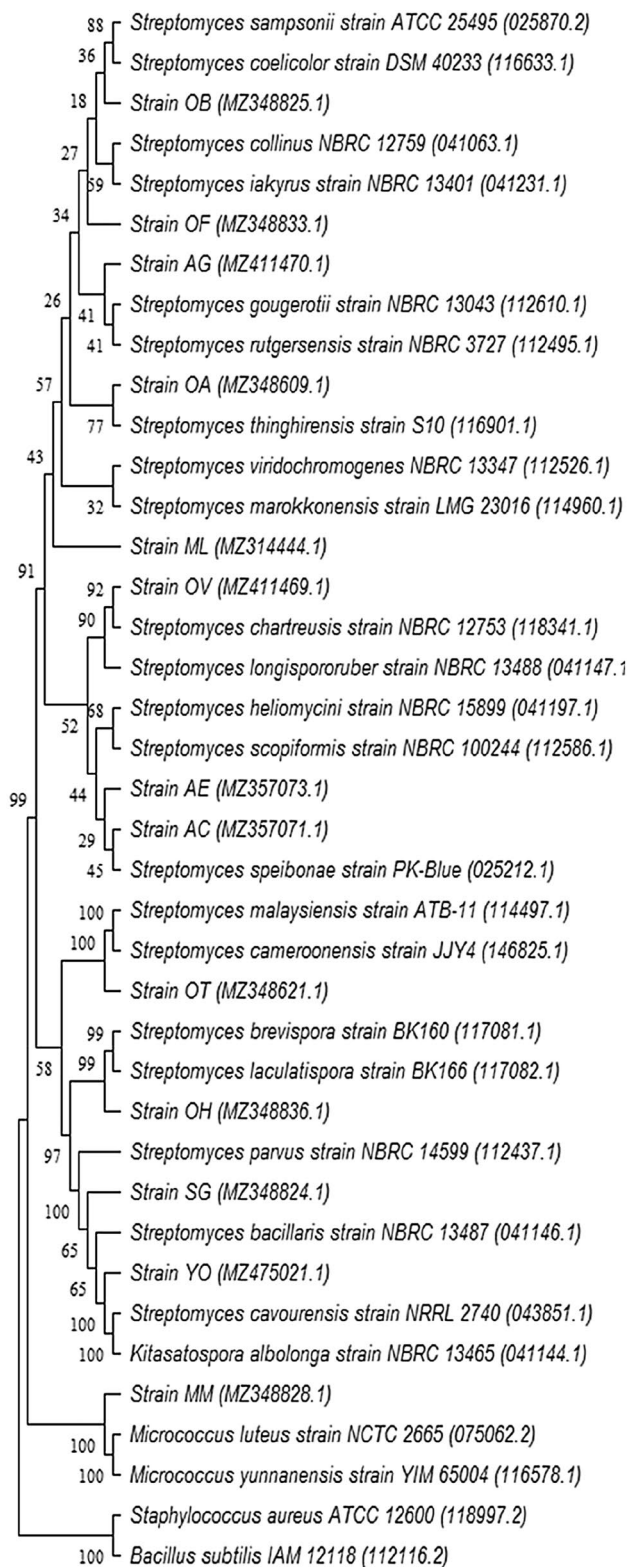 88 Streptomyces sampsonii strain ATCC 25495 (025870.2)
36 Streptomyces coelicolor strain DSM 40233 (116633.1)
18 Strain OB (MZ348825.1)
Streptomyces collinus NBRC 12759 (041063.1)
27
59 Streptomyces iakyrus strain NBRC 13401 (041231.1)
34 Strain OF (MZ348833.1)
Strain AG (MZ411470.1)
26 41 Streptomyces gougerotii strain NBRC 13043 (112610.1)
41 Streptomyces rutgersensis strain NBRC 3727 (112495.1)
57 Strain OA (MZ348609.1)
77 Streptomyces thinghirensis strain S10 (116901.1)
43 Streptomyces viridochromogenes NBRC 13347 (112526.1)
32 Streptomyces marokkonensis strain LMG 23016 (114960.1)
Strain ML (MZ314444.1)
91
92 Strain OV (MZ411469.1)
90 Streptomyces chartreusis strain NBRC 12753 (118341.1)
Streptomyces longispororuber strain NBRC 13488 (041147.1
52 68 Streptomyces heliomycini strain NBRC 15899 (041197.1)
Streptomyces scopiformis strain NBRC 100244 (112586.1)
99 44 Strain AE (MZ357073.1)
29 Strain AC (MZ357071.1)
45 Streptomyces speibonae strain PK-Blue (025212.1)
100 Streptomyces malaysiensis strain ATB-11 (114497.1)
100 Streptomyces cameroonensis strain JJY4 (146825.1)
Strain OT (MZ348621.1)
99 Streptomyces brevispora strain BK160 (117081.1)
58 99 Streptomyces laculatispora strain BK166 (117082.1)
Strain OH (MZ348836.1)
97 Streptomyces parvus strain NBRC 14599 (112437.1)
100 Strain SG (MZ348824.1)
65 Streptomyces bacillaris strain NBRC 13487 (041146.1)
65 Strain YO (MZ475021.1)
100 Streptomyces cavourensis strain NRRL 2740 (043851.1)
100 Kitasatospora albolonga strain NBRC 13465 (041144.1)
Strain MM (MZ348828.1)
100 Micrococcus luteus strain NCTC 2665 (075062.2)
100 Micrococcus yunnanensis strain YIM 65004 (116578.1)
Staphylococcus aureus ATCC 12600 (118997.2)
100 Bacillus subtilis IAM 12118 (112116.2)